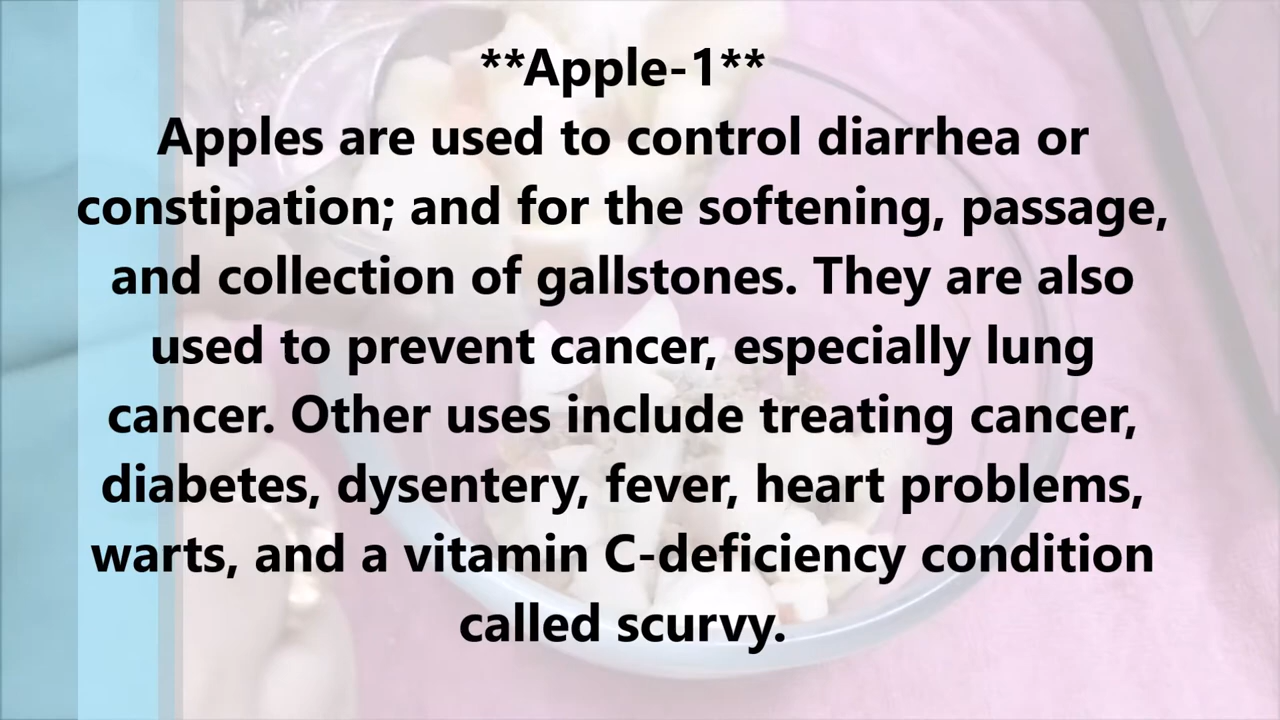 **Apple-1**
Apples are used to control diarrhea or
constipation; and for the softening, passage,
and collection of gallstones. They are also
used to prevent cancer, especially lung
cancer. Other uses include treating cancer,
diabetes, dysentery, fever, heart problems,
warts, and a vitamin C-deficiency condition
called scurvy.